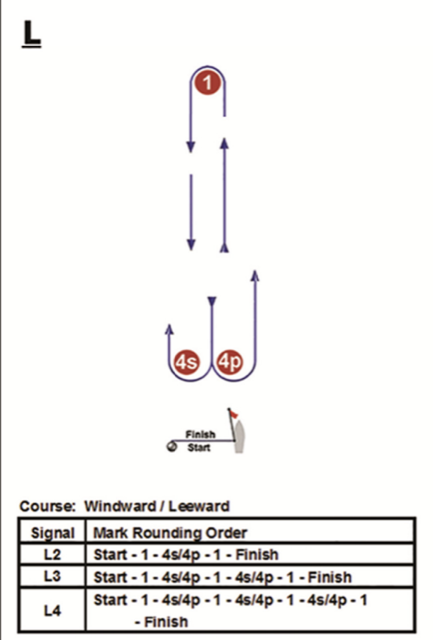 L
1
4s 4p
Finish
Start
Course: Windward / Leeward
Signal Mark Rounding Order
L2 Start - 1 - 4s/4p - 1 - Finish
L3 Start - 1 - 4s/4p - 1 - 4s/4p - 1 - Finish
L4 Start - 1 - 4s/4p - 1 - 4s/4p - 1 - 4s/4p - 1
- Finish